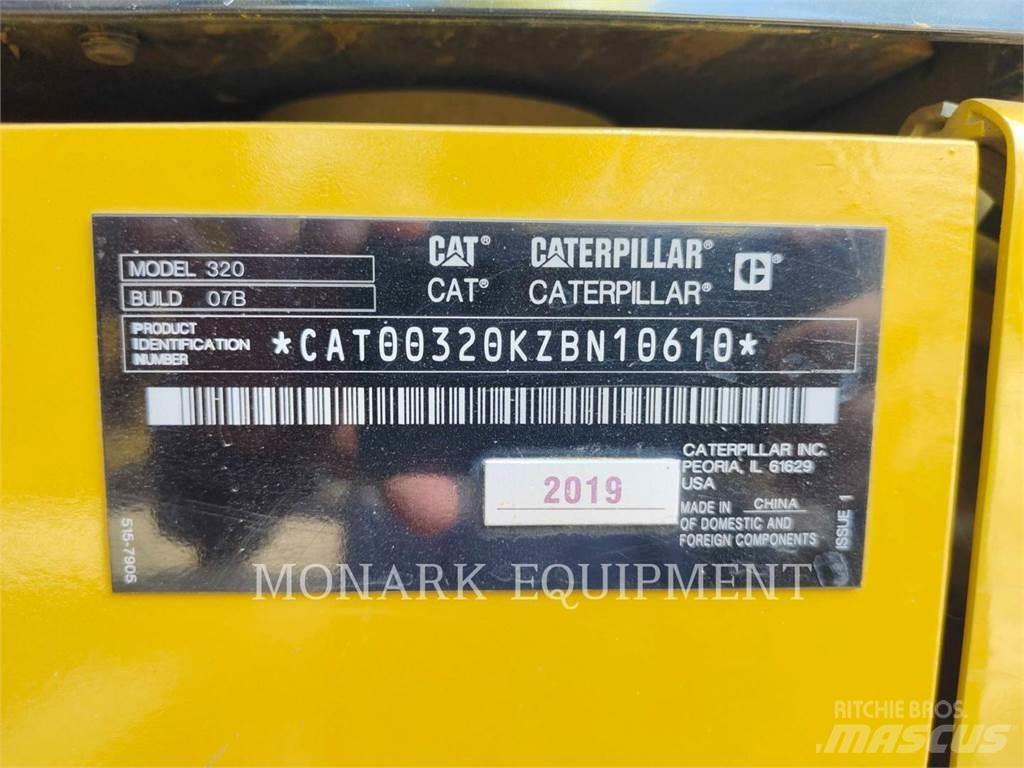 MODEL 320
BUILD 07B
CAT® CATERPILLAR®
CAT® CATERPILLAR® C®
PRODUCT
IDENTIFICATION
NUMBER
*CAT00320KZBN10610*
CATERPILLAR INC.
PEORIA, IL 61629
USA
2019
MADE IN CHINA
OF DOMESTIC AND
FOREIGN COMPONENTS
ISSUE 1
515-7905
MONARK EQUIPMENT
RITCHIE BROS.
MASCUS